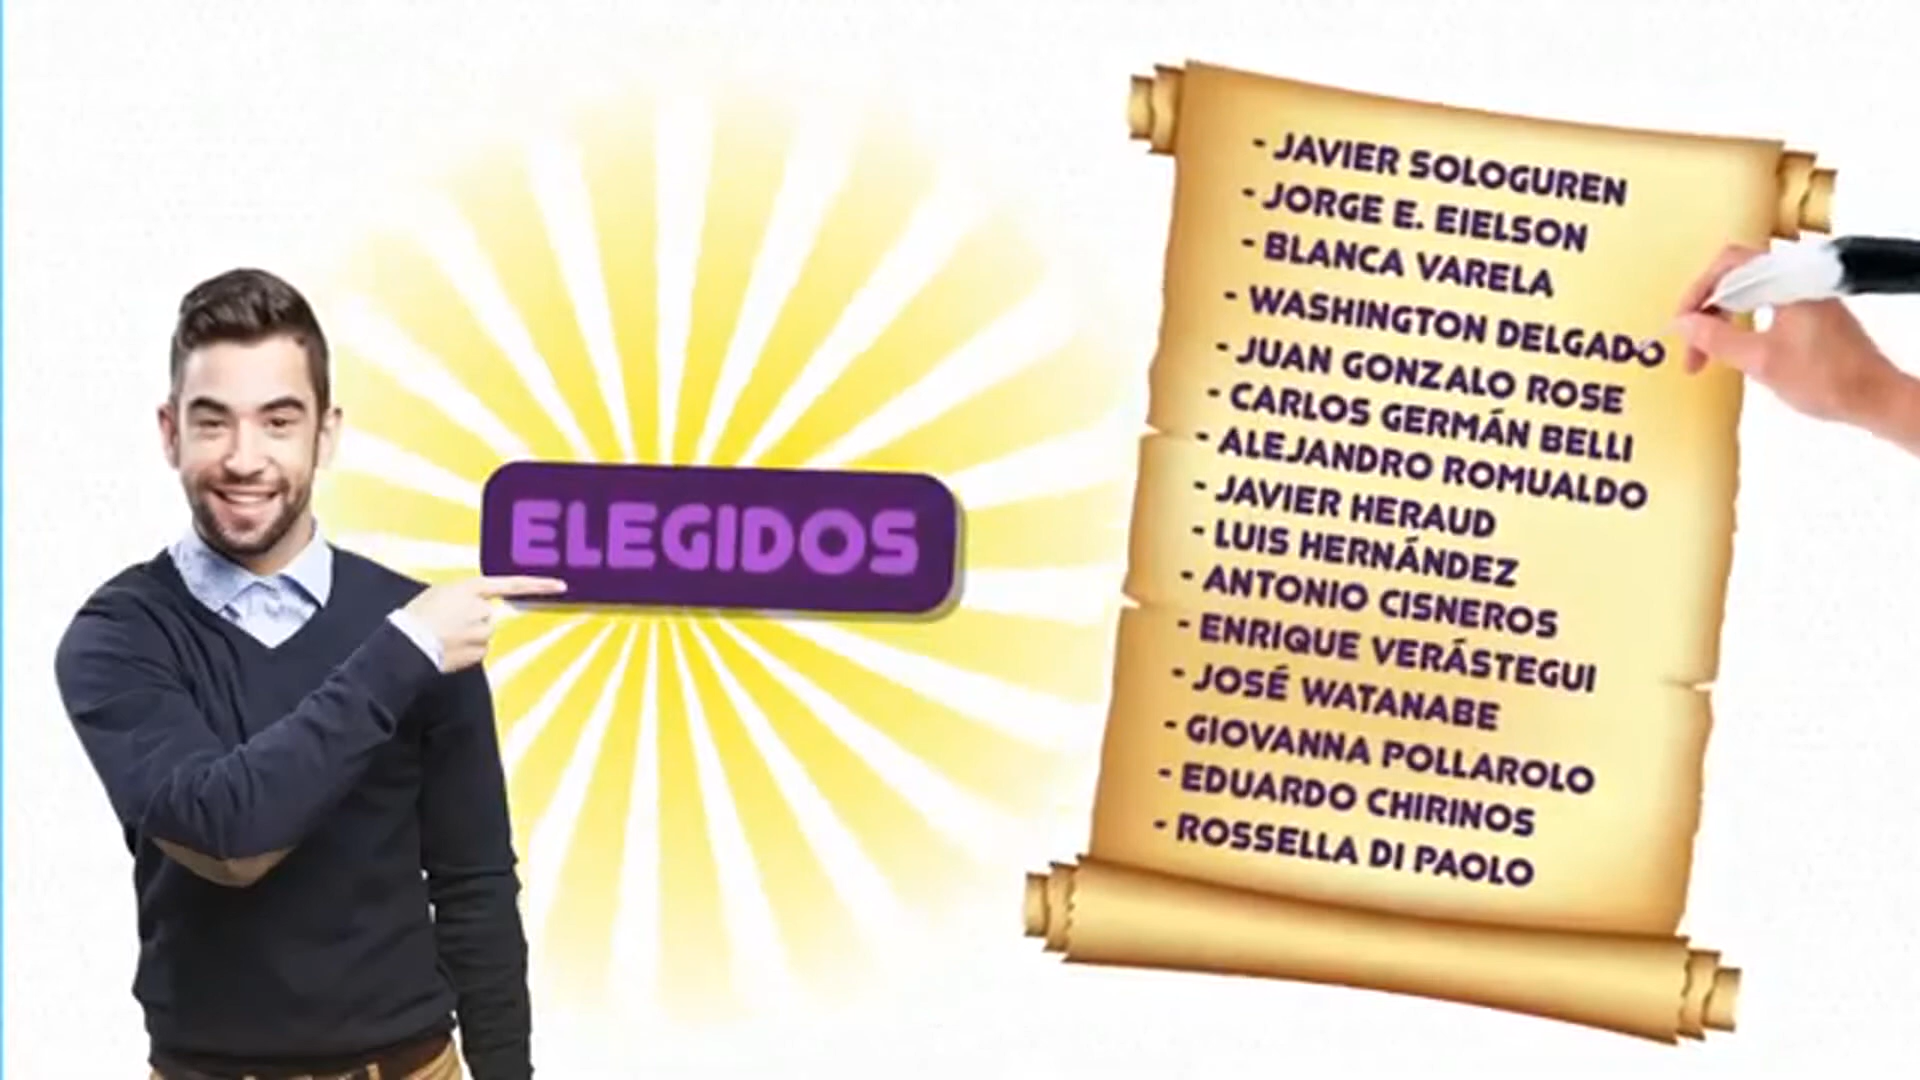 ELEGIDOS
- JAVIER SOLOGUREN
- JORGE E. EIELSON
- BLANCA VARELA
- WASHINGTON DELGADO
- JUAN GONZALO ROSE
- CARLOS GERMÁN BELLI
- ALEJANDRO ROMUALDO
- JAVIER HERAUD
- LUIS HERNÁNDEZ
- ANTONIO CISNEROS
- ENRIQUE VERÁSTEGUI
- JOSÉ WATANABE
- GIOVANNA POLLAROLO
- EDUARDO CHIRINOS
- ROSSELLA DI PAOLO